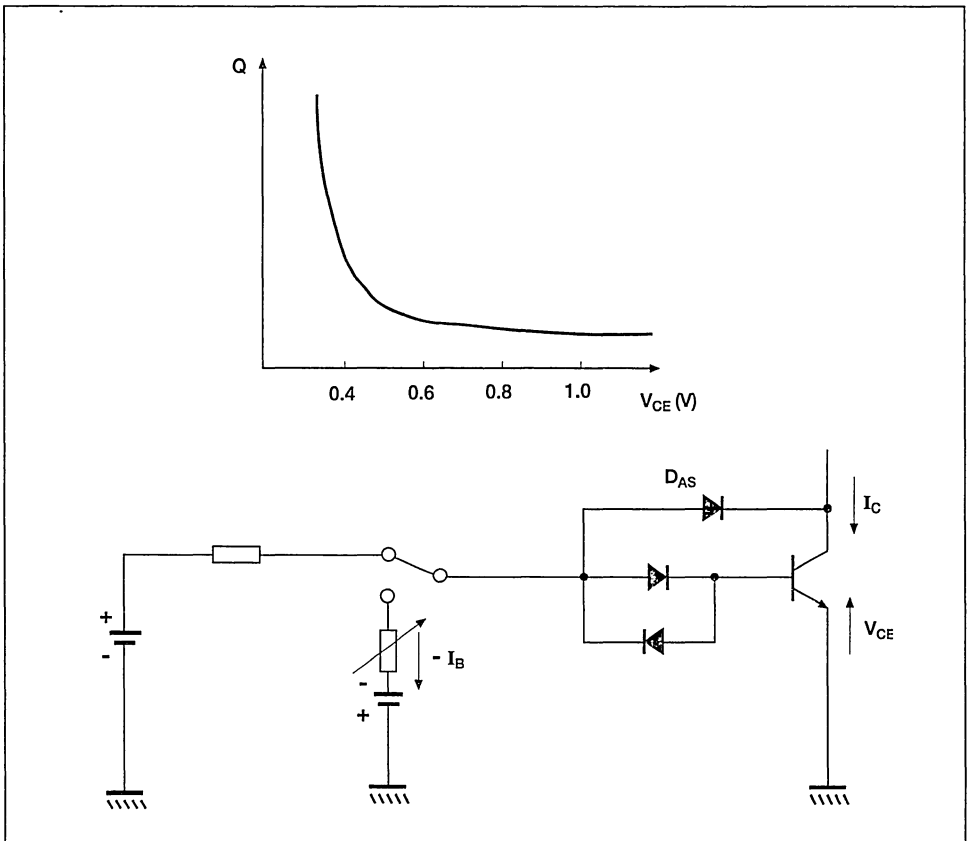 Q
0.4 0.6 0.8 1.0
V_CE (V)
D_AS
I_C
+
-
- I_B
-
+
V_CE